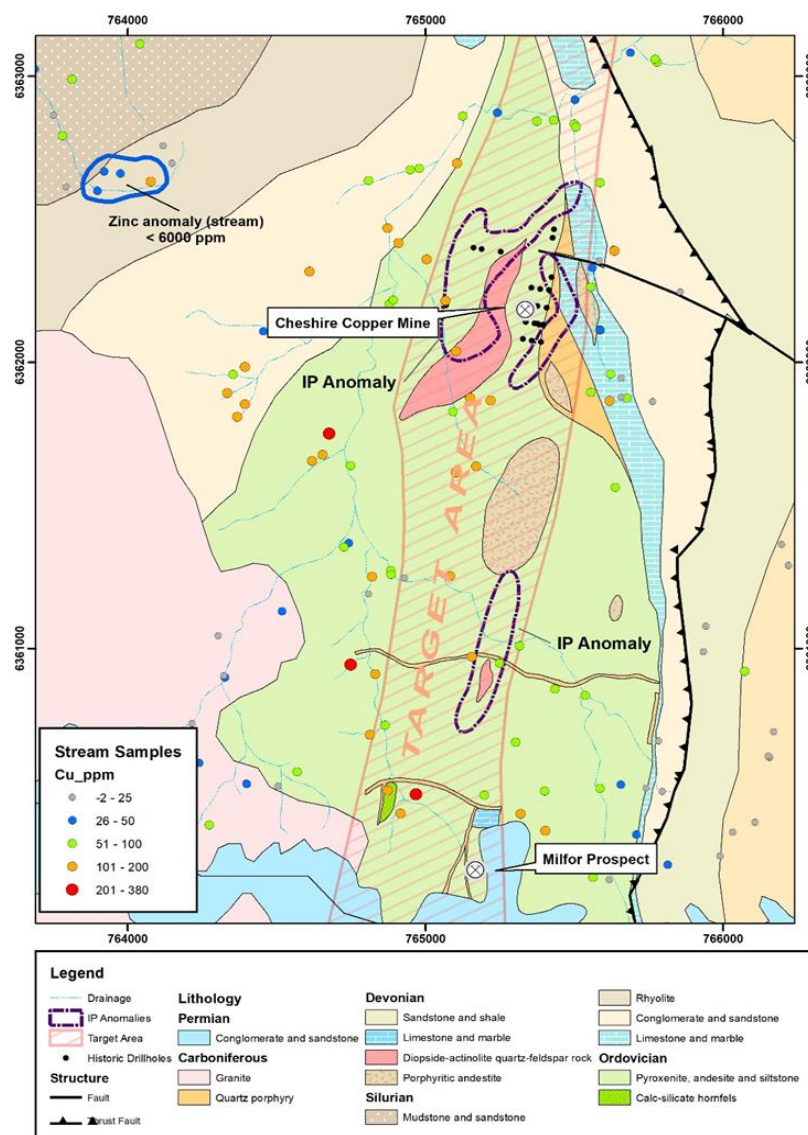 764000
765000
766000
6363000
Zinc anomaly (stream)
< 6000 ppm
Cheshire Copper Mine
6362000
IP Anomaly
TARGET AREA
6361000
IP Anomaly
TARGET AREA
Stream Samples
Cu_ppm
-2 - 25
26 - 50
51 - 100
101 - 200
201 - 380
Milfor Prospect
764000
765000
766000
Legend
Drainage
IP Anomalies
Target Area
Historic Drillholes
Structure
Fault
Thrust Fault
Lithology
Permian
Conglomerate and sandstone
Carboniferous
Granite
Quartz porphyry
Devonian
Sandstone and shale
Limestone and marble
Diopside-actinolite quartz-feldspar rock
Porphyritic andestite
Silurian
Mudstone and sandstone
Rhyolite
Conglomerate and sandstone
Limestone and marble
Ordovician
Pyroxenite, andesite and siltstone
Calc-silicate hornfels